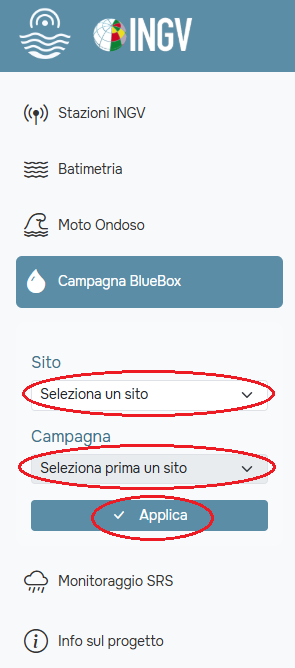 INGV
Stazioni INGV
Batimetria
Moto Ondoso
Campagna BlueBox
Sito
Seleziona un sito
Campagna
Seleziona prima un sito
Applica
Monitoraggio SRS
Info sul progetto